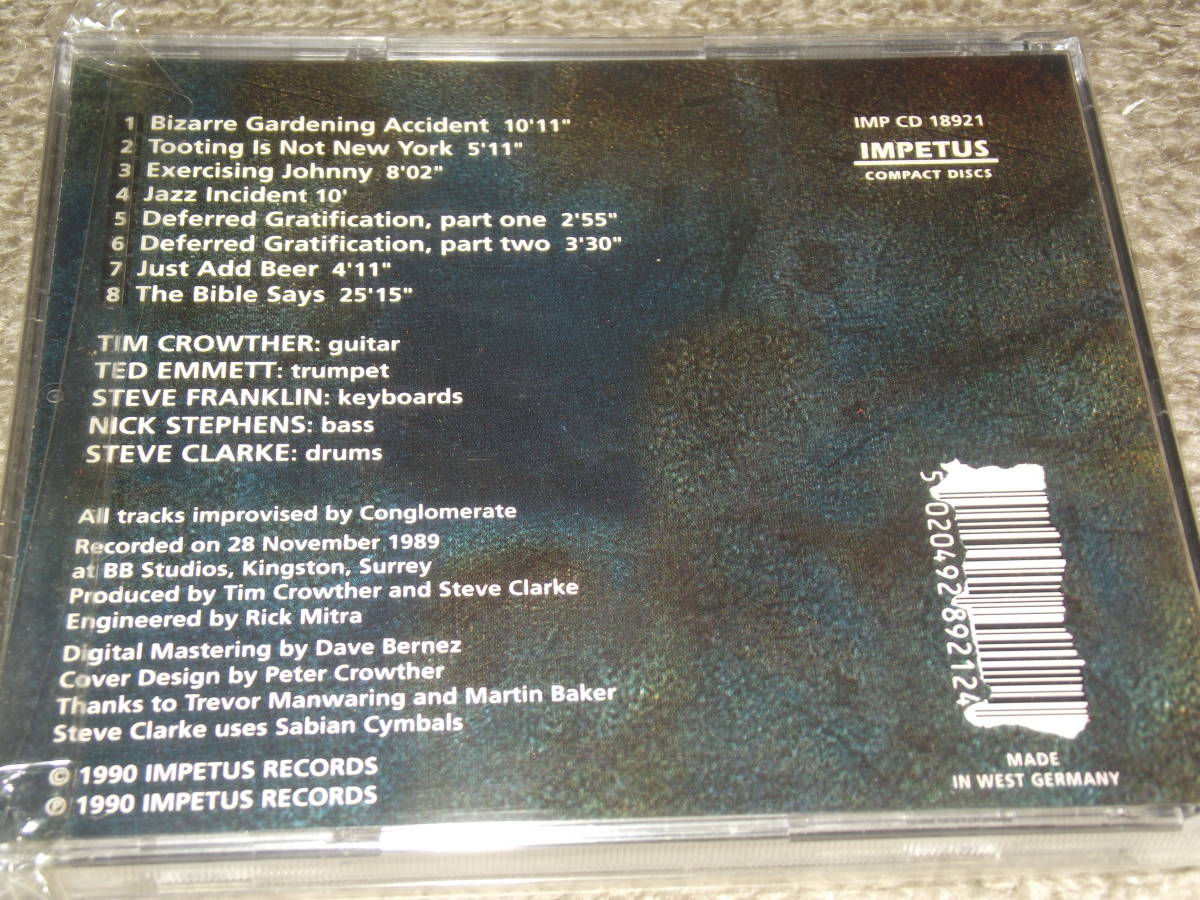 1 Bizarre Gardening Accident 10'11"
2 Tooting Is Not New York 5'11"
3 Exercising Johnny 8'02"
4 Jazz Incident 10'
5 Deferred Gratification, part one 2'55"
6 Deferred Gratification, part two 3'30"
7 Just Add Beer 4'11"
8 The Bible Says 25'15"
TIM CROWTHER: guitar
TED EMMETT: trumpet
STEVE FRANKLIN: keyboards
NICK STEPHENS: bass
STEVE CLARKE: drums
All tracks improvised by Conglomerate
Recorded on 28 November 1989
at BB Studios, Kingston, Surrey
Produced by Tim Crowther and Steve Clarke
Engineered by Rick Mitra
Digital Mastering by Dave Bernez
Cover Design by Peter Crowther
Thanks to Trevor Manwaring and Martin Baker
Steve Clarke uses Sabian Cymbals
© 1990 IMPETUS RECORDS
℗ 1990 IMPETUS RECORDS
IMP CD 18921
IMPETUS
COMPACT DISCS
5 020492 892124
MADE
IN WEST GERMANY